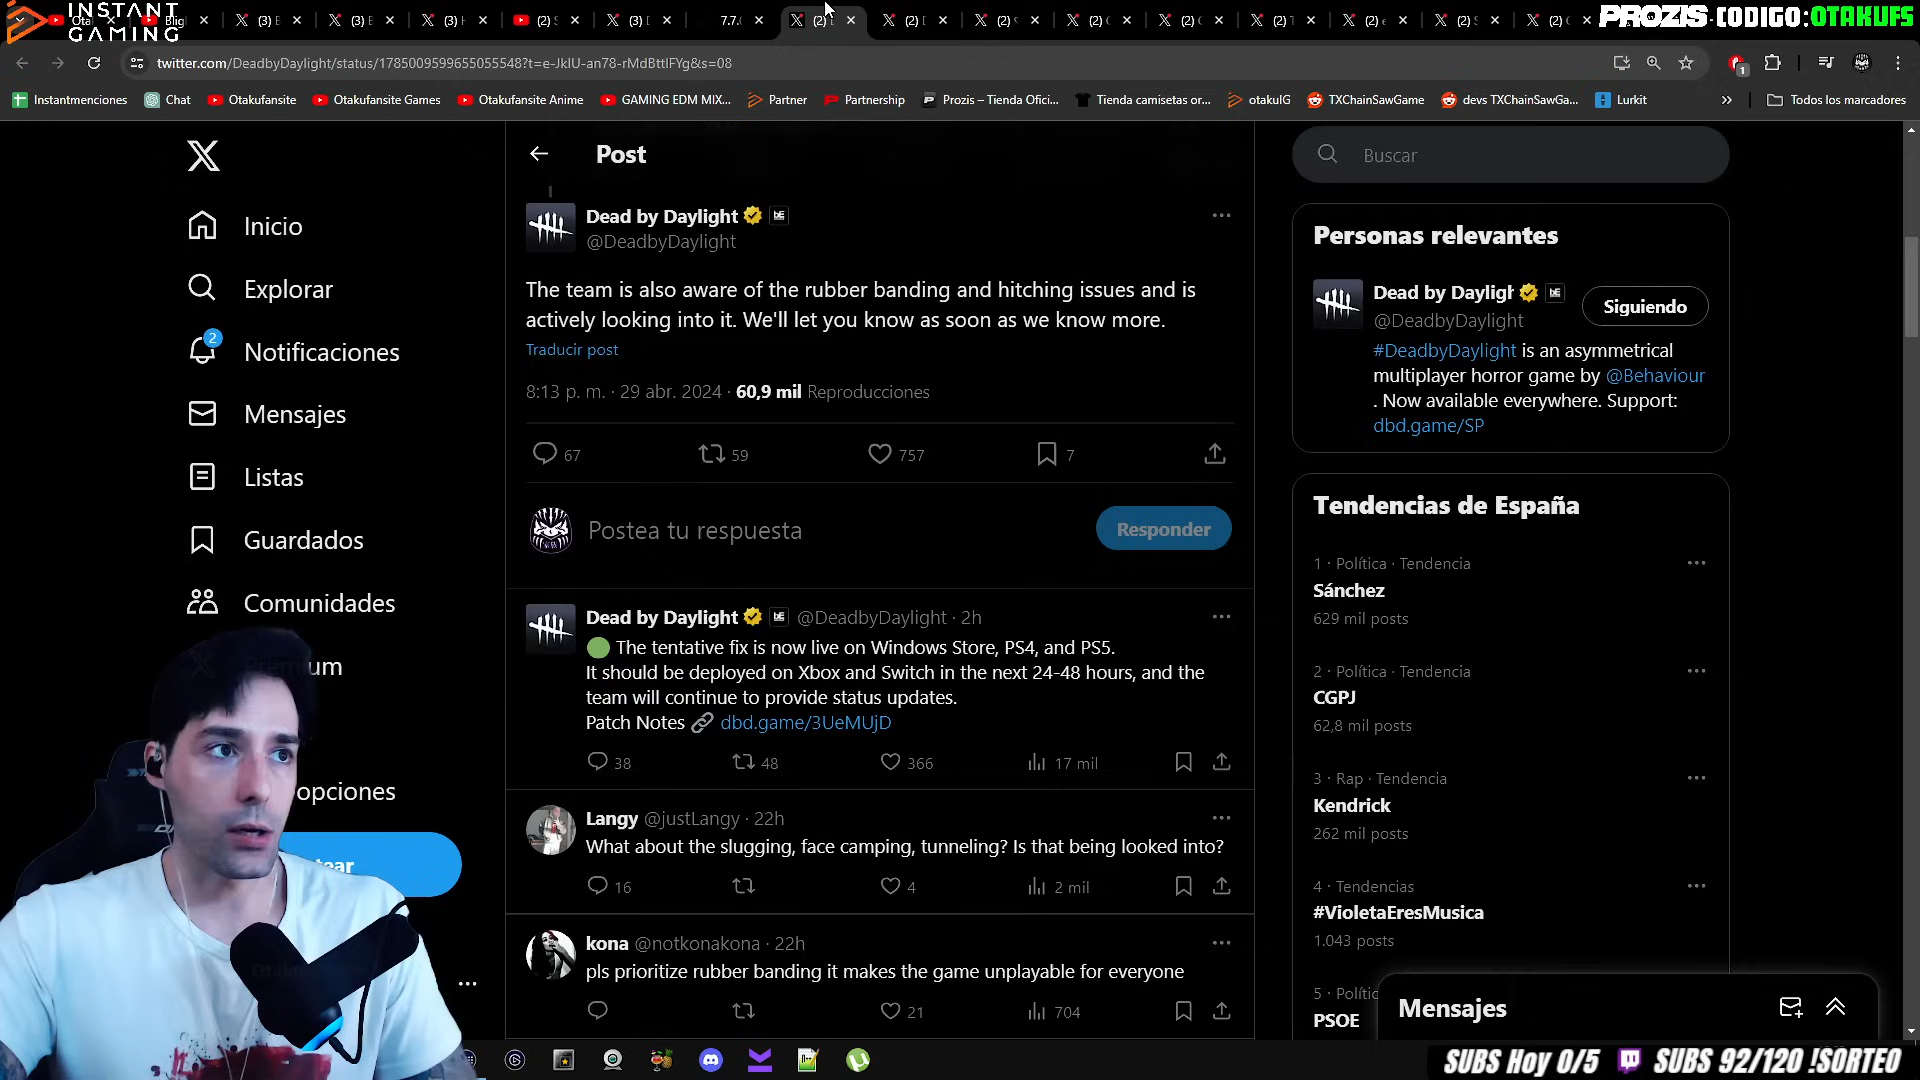 INSTANT
GAMING
PROZIS CODIGO:OTAKUFS
7.7.
twitter.com/DeadbyDaylight/status/1785009599655055548?t=e-JklU-an78-rMdBttlFYg&s=08
Instantmenciones
Chat
Otakufansite
Otakufansite Games
Otakufansite Anime
GAMING EDM MIX...
Partner
Partnership
Prozis – Tienda Ofici...
Tienda camisetas or...
otakuIG
TXChainSawGame
devs TXChainSawGa...
Lurkit
Todos los marcadores
Inicio
Explorar
2
Notificaciones
Mensajes
Listas
Guardados
Comunidades
opciones
Post
Dead by Daylight
@DeadbyDaylight
The team is also aware of the rubber banding and hitching issues and is
actively looking into it. We'll let you know as soon as we know more.
Traducir post
8:13 p. m. · 29 abr. 2024 · 60,9 mil Reproducciones
67 59 757 7
Postea tu respuesta
Responder
Dead by Daylight @DeadbyDaylight · 2h
The tentative fix is now live on Windows Store, PS4, and PS5.
It should be deployed on Xbox and Switch in the next 24-48 hours, and the
team will continue to provide status updates.
Patch Notes dbd.game/3UeMUjD
38 48 366 17 mil
Langy @justLangy · 22h
What about the slugging, face camping, tunneling? Is that being looked into?
16 4 2 mil
kona @notkonakona · 22h
pls prioritize rubber banding it makes the game unplayable for everyone
21 704
Buscar
Personas relevantes
Dead by Dayligh
@DeadbyDaylight
Siguiendo
#DeadbyDaylight is an asymmetrical
multiplayer horror game by @Behaviour
. Now available everywhere. Support:
dbd.game/SP
Tendencias de España
1 · Política · Tendencia
Sánchez
629 mil posts
2 · Política · Tendencia
CGPJ
62,8 mil posts
3 · Rap · Tendencia
Kendrick
262 mil posts
4 · Tendencias
#VioletaEresMusica
1.043 posts
5 · Polític
PSOE
Mensajes
SUBS Hoy 0/5 SUBS 92/120 !SORTEO